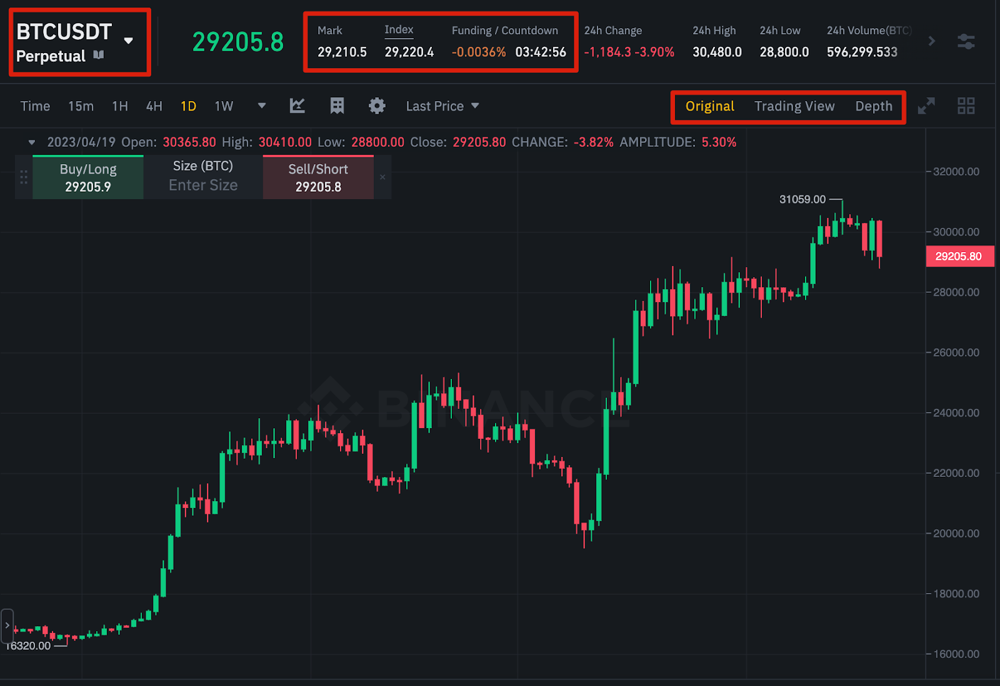 BTCUSDT
Perpetual
29205.8
Mark Index Funding / Countdown 24h Change 24h High 24h Low 24h Volume(BTC)
29,210.5 29,220.4 -0.0036% 03:42:56 -1,184.3 -3.90% 30,480.0 28,800.0 596,299.533
Time 15m 1H 4H 1D 1W Last Price Original Trading View Depth
2023/04/19 Open: 30365.80 High: 30410.00 Low: 28800.00 Close: 29205.80 CHANGE: -3.82% AMPLITUDE: 5.30%
Buy/Long Size (BTC) Sell/Short
29205.9 Enter Size 29205.8
32000.00
31059.00
30000.00
29205.80
28000.00
26000.00
24000.00
BINANCE
22000.00
20000.00
18000.00
16320.00
16000.00